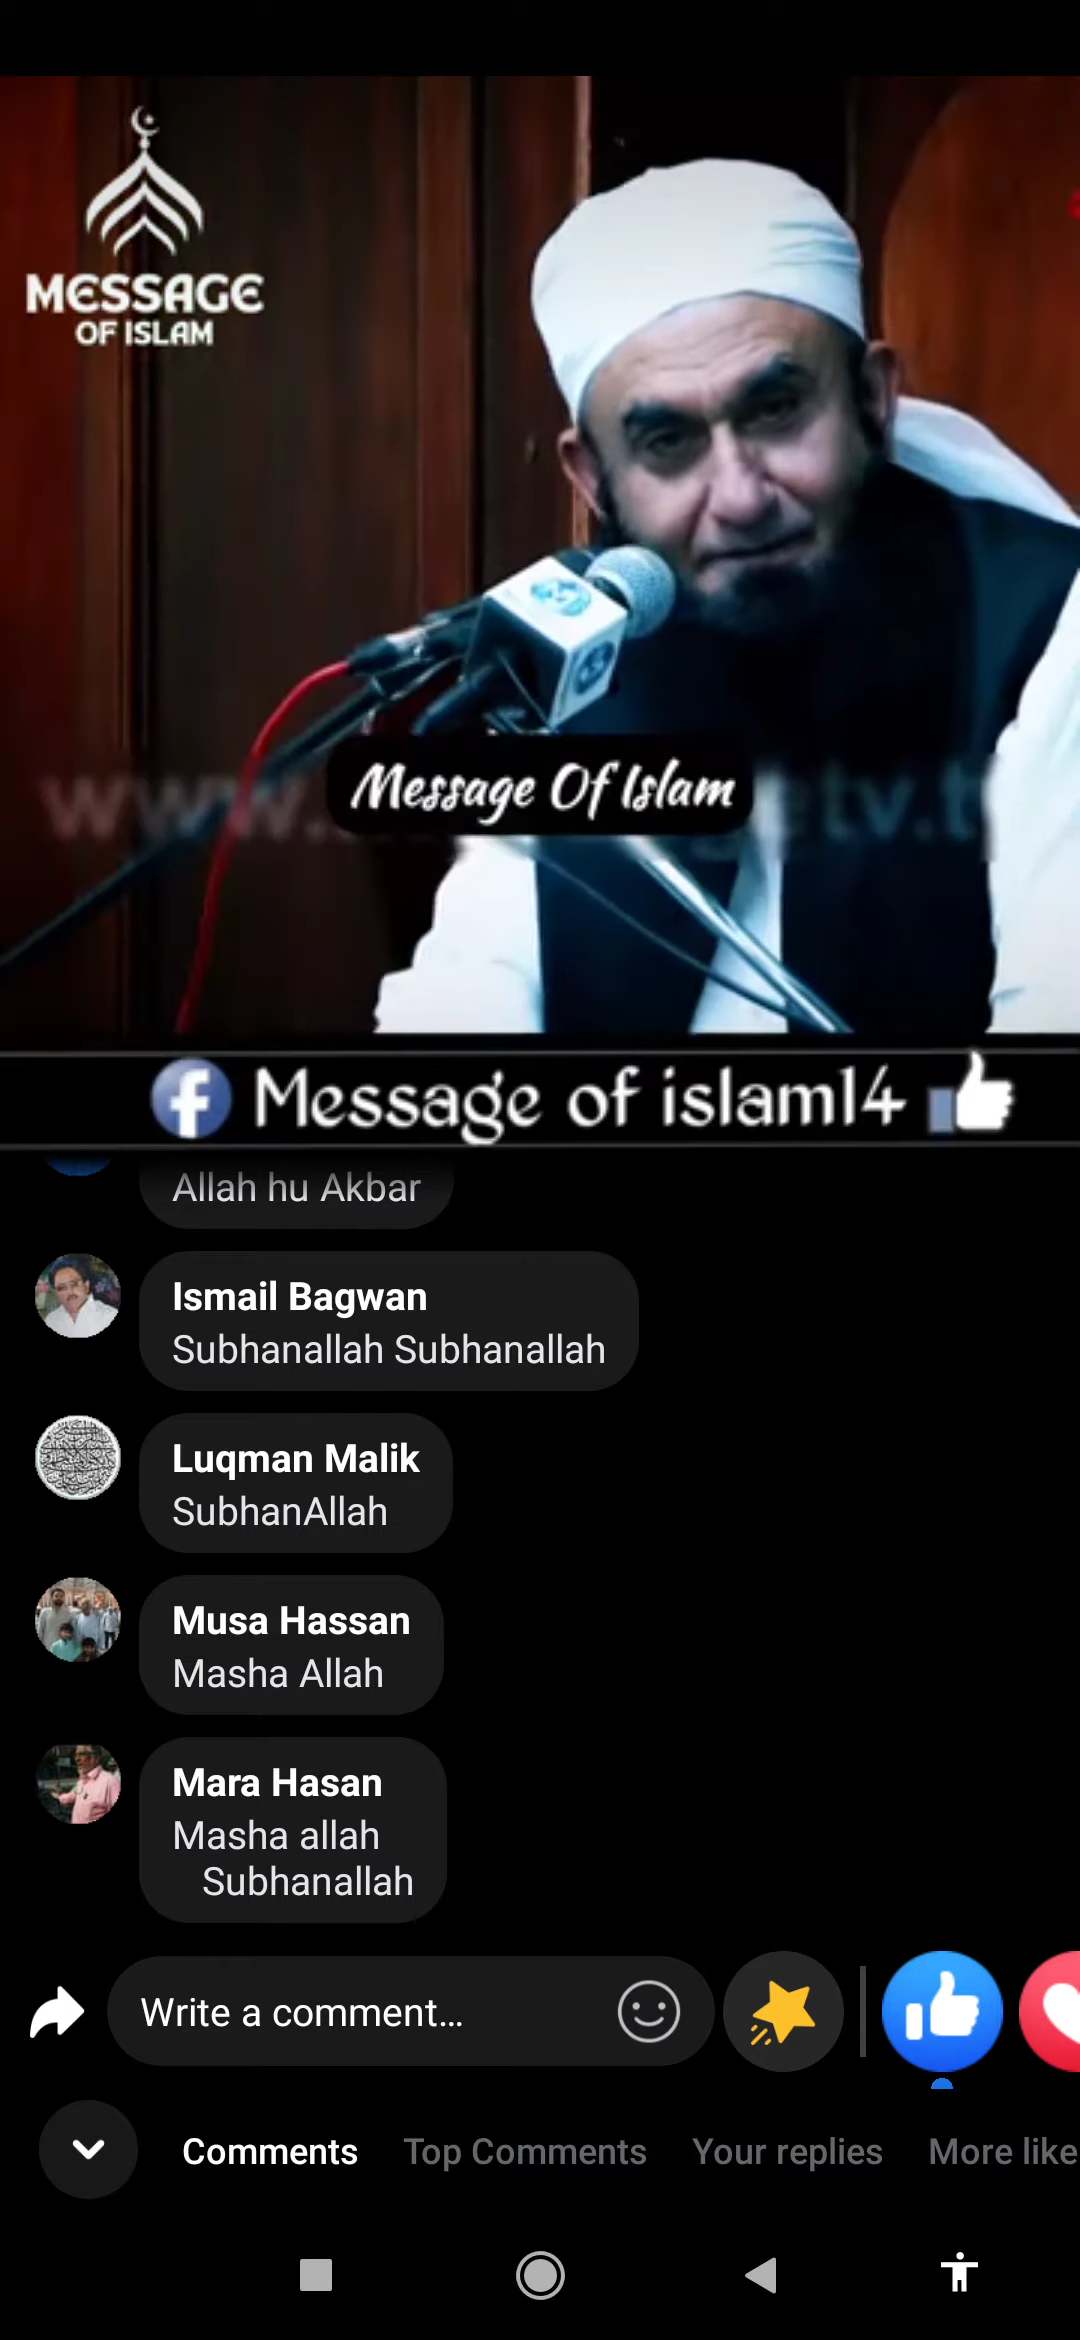 MESSAGE
OF ISLAM
Message Of Islam
Message of islam14
Allah hu Akbar
Ismail Bagwan
Subhanallah Subhanallah
Luqman Malik
SubhanAllah
Musa Hassan
Masha Allah
Mara Hasan
Masha allah
Subhanallah
Write a comment...
Comments
Top Comments
Your replies
More like